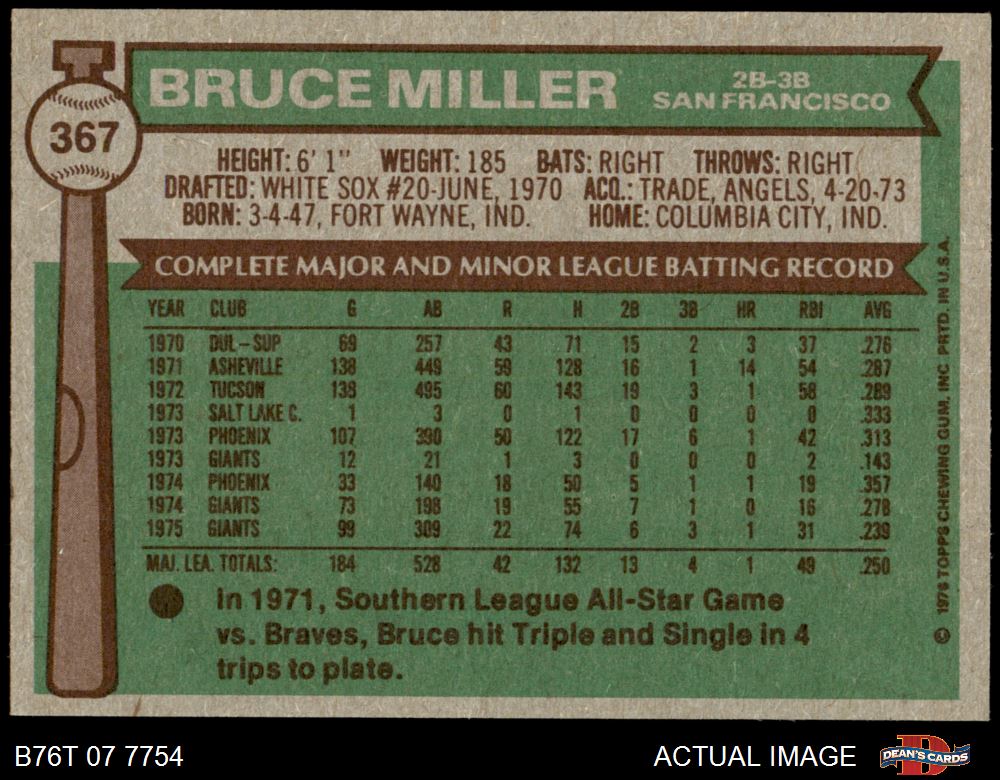 BRUCE MILLER
2B-3B
SAN FRANCISCO
367
HEIGHT: 6' 1" WEIGHT: 185 BATS: RIGHT THROWS: RIGHT
DRAFTED: WHITE SOX #20-JUNE, 1970 ACQ.: TRADE, ANGELS, 4-20-73
BORN: 3-4-47, FORT WAYNE, IND. HOME: COLUMBIA CITY, IND.
COMPLETE MAJOR AND MINOR LEAGUE BATTING RECORD
YEAR CLUB G AB R H 2B 3B HR RBI AVG
1970 DUL-SUP 69 257 43 71 15 2 3 37 .276
1971 ASHEVILLE 138 449 59 128 16 1 14 54 .287
1972 TUCSON 138 495 60 143 19 3 1 58 .289
1973 SALT LAKE C. 1 3 0 1 0 0 0 0 .333
1973 PHOENIX 107 390 50 122 17 6 1 42 .313
1973 GIANTS 12 21 1 3 0 0 0 2 .143
1974 PHOENIX 33 140 18 50 5 1 1 19 .357
1974 GIANTS 73 198 19 55 7 1 0 16 .278
1975 GIANTS 99 309 22 74 6 3 1 31 .239
MAJ. LEA. TOTALS: 184 528 42 132 13 4 1 49 .250
In 1971, Southern League All-Star Game
vs. Braves, Bruce hit Triple and Single in 4
trips to plate.
© 1976 TOPPS CHEWING GUM, INC PRTD. IN U.S.A.
B76T 07 7754
ACTUAL IMAGE
DEAN'S CARDS